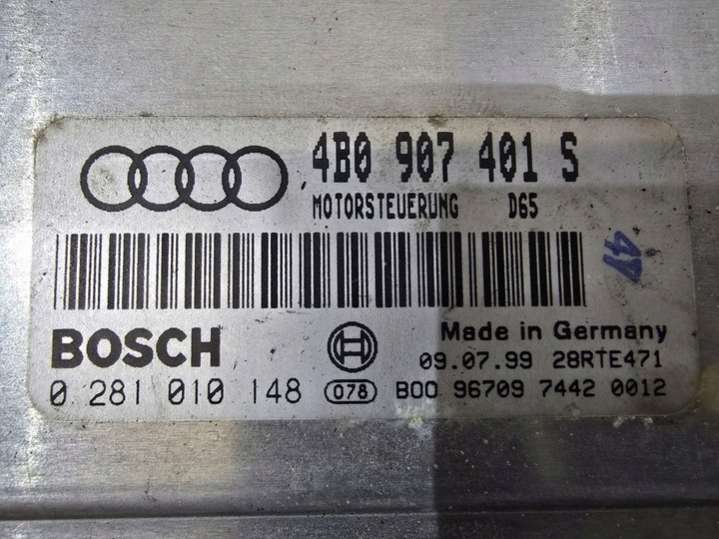 4B0 907 401 S
MOTORSTEUERUNG D65
BOSCH
Made in Germany
09.07.99 28RTE471
0 281 010 148 078 B00 96709 7442 0012